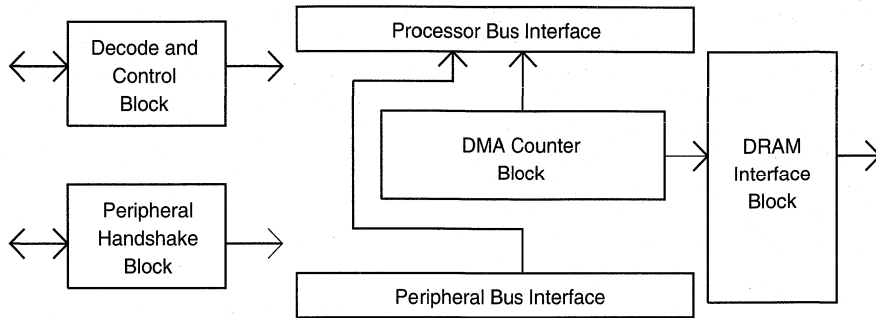 Decode and
Control
Block
Processor Bus Interface
DMA Counter
Block
DRAM
Interface
Block
Peripheral
Handshake
Block
Peripheral Bus Interface